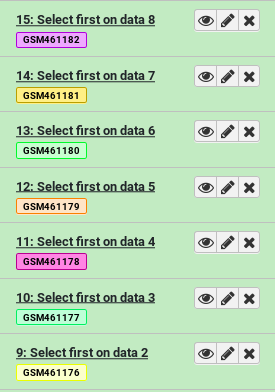 15: Select first on data 8
GSM461182
14: Select first on data 7
GSM461181
13: Select first on data 6
GSM461180
12: Select first on data 5
GSM461179
11: Select first on data 4
GSM461178
10: Select first on data 3
GSM461177
9: Select first on data 2
GSM461176